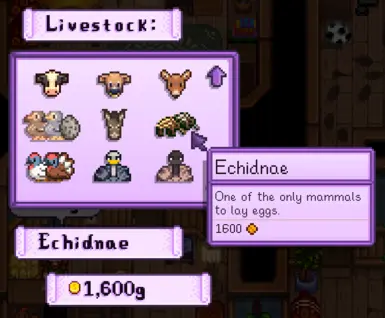 Livestock:
Echidnae
One of the only mammals
to lay eggs.
1600
Echidnae
1,600g